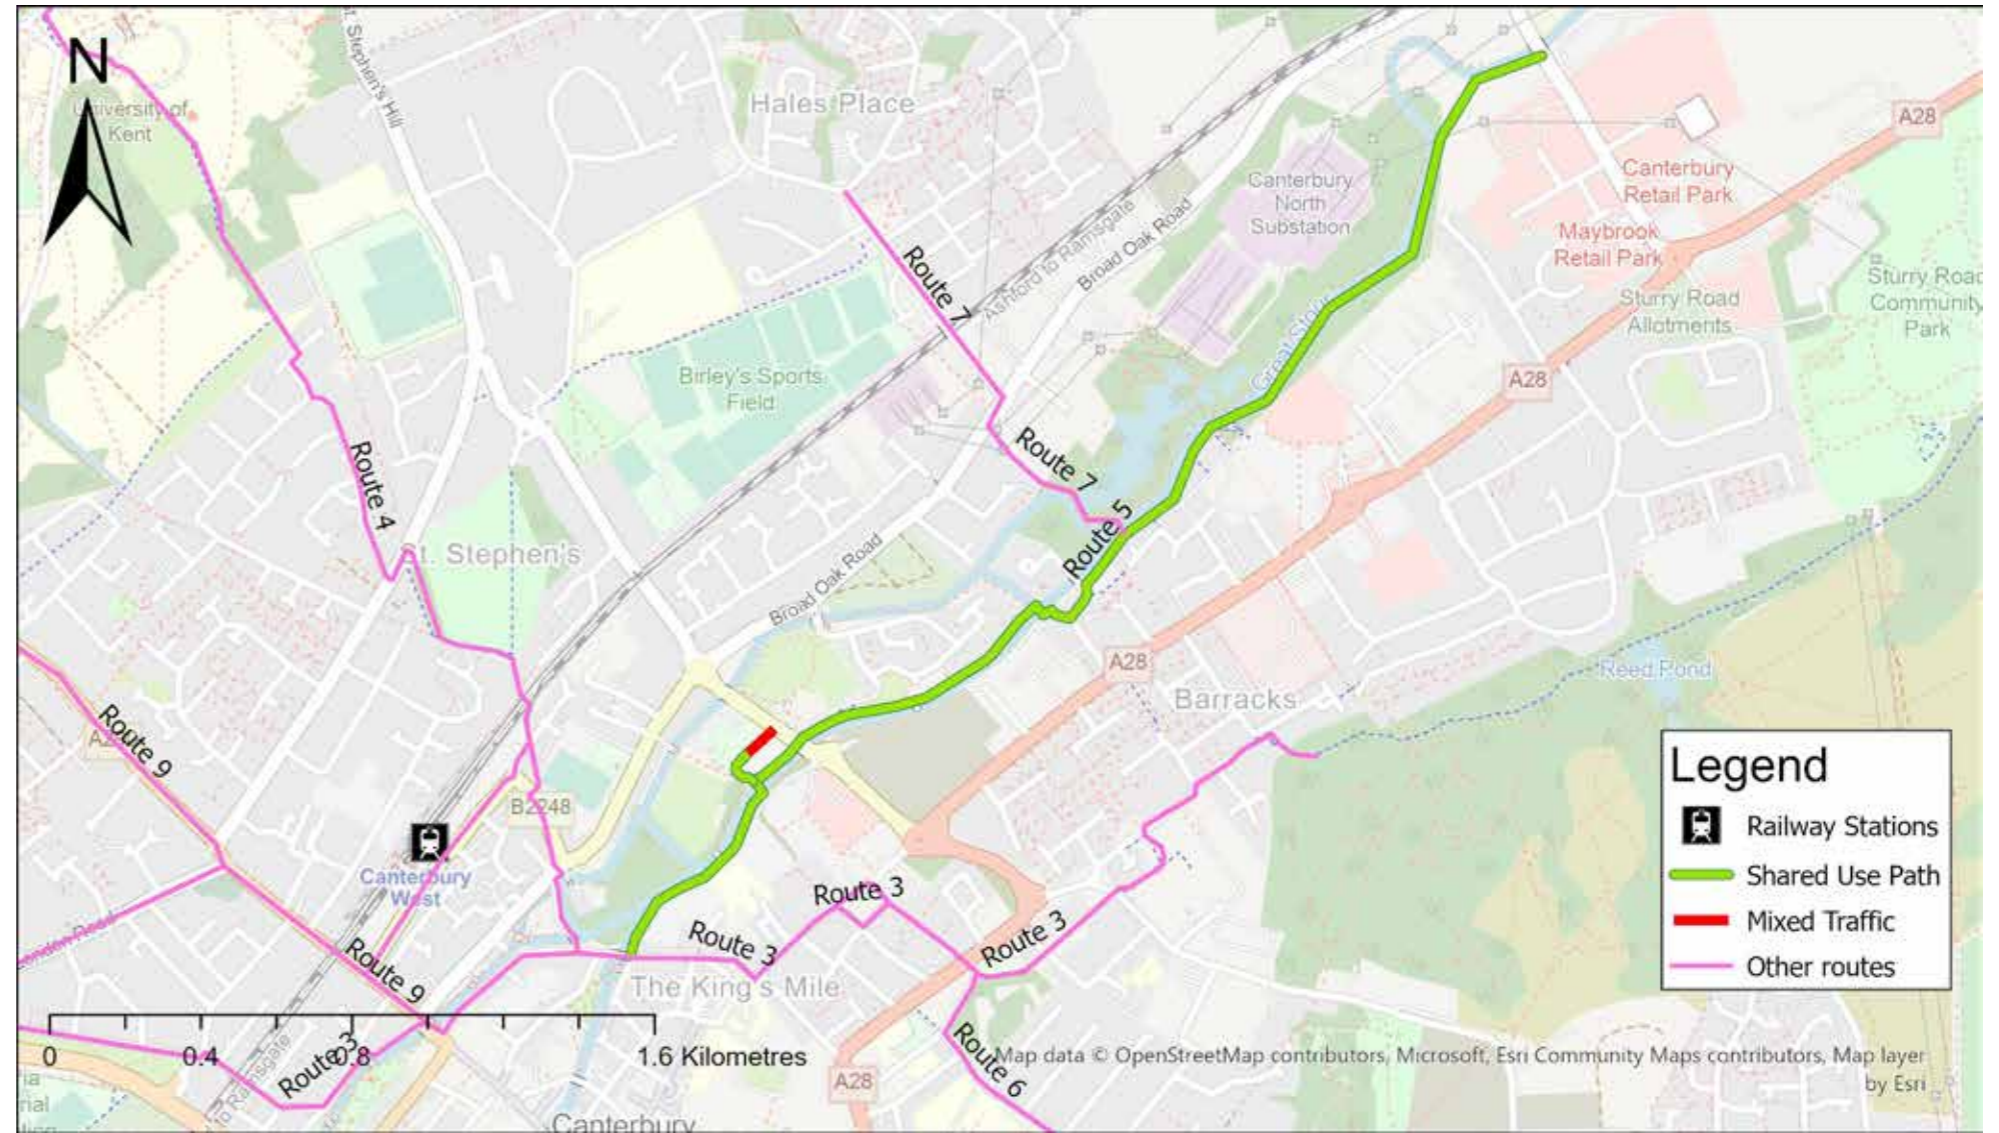 N
University of
Kent
St. Stephen's Hill
Hales Place
A28
Canterbury
Retail Park
Canterbury
North
Substation
Maybrook
Retail Park
Ashford to Ramsgate
Broad Oak Road
Route 7
Sturry Road
Community
Park
Sturry Road
Allotments
Great Stour
Birley's Sports
Field
A28
Route 7
Route 4
Route 5
St. Stephen's
Broad Oak Road
A28
Barracks
Reed Pond
Route 9
Legend
Railway Stations
Shared Use Path
Mixed Traffic
Other routes
B2248
Canterbury
West
Route 3
Route 3
Route 3
London Road
Route 9
The King's Mile
0
0.4
0.8
1.6 Kilometres
Route 3
to Ramsgate
Route 6
A28
Map data © OpenStreetMap contributors, Microsoft, Esri Community Maps contributors, Map layer
by Esri
Canterbury